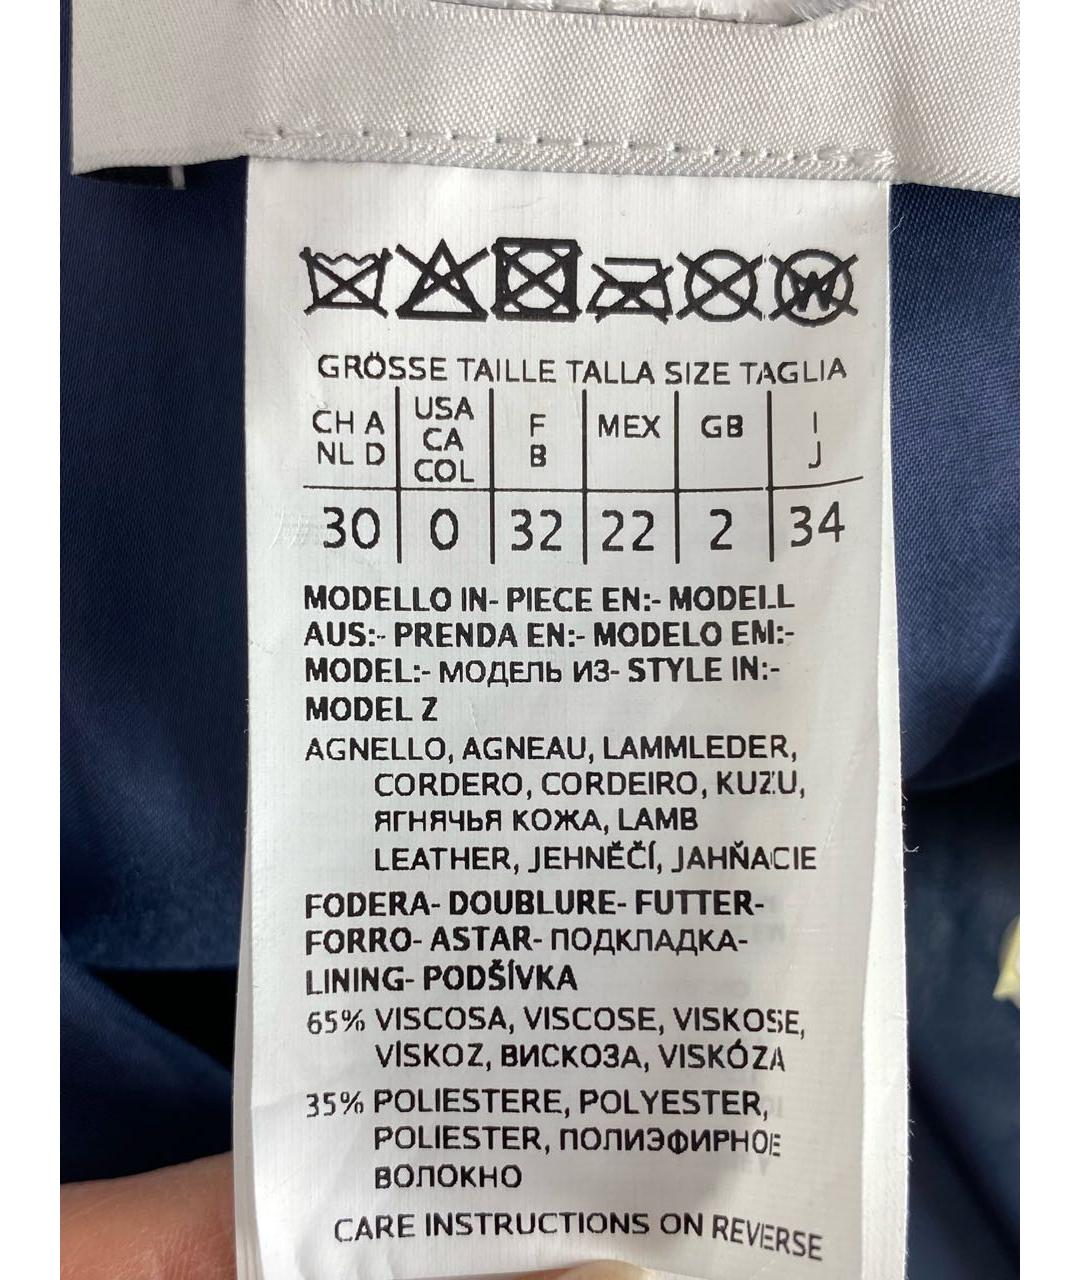 W
GRÖSSE TAILLE TALLA SIZE TAGLIA
CH A NL D
USA CA COL
F B
MEX
GB
I J
30 0 32 22 2 34
MODELLO IN- PIECE EN:- MODELL
AUS:- PRENDA EN:- MODELO EM:-
MODEL:- МОДЕЛЬ ИЗ- STYLE IN:-
MODEL Z
AGNELLO, AGNEAU, LAMMLEDER,
CORDERO, CORDEIRO, KUZU,
ЯГНЯЧЬЯ КОЖА, LAMB
LEATHER, JEHNĚČÍ, JAHŇACIE
FODERA- DOUBLURE- FUTTER-
FORRO- ASTAR- ПОДКЛАДКА-
LINING- PODŠÍVKA
65% VISCOSA, VISCOSE, VISKOSE,
VİSKOZ, ВИСКОЗА, VISKÓZA
35% POLIESTERE, POLYESTER,
POLIESTER, ПОЛИЭФИРНОЕ
ВОЛОКНО
CARE INSTRUCTIONS ON REVERSE